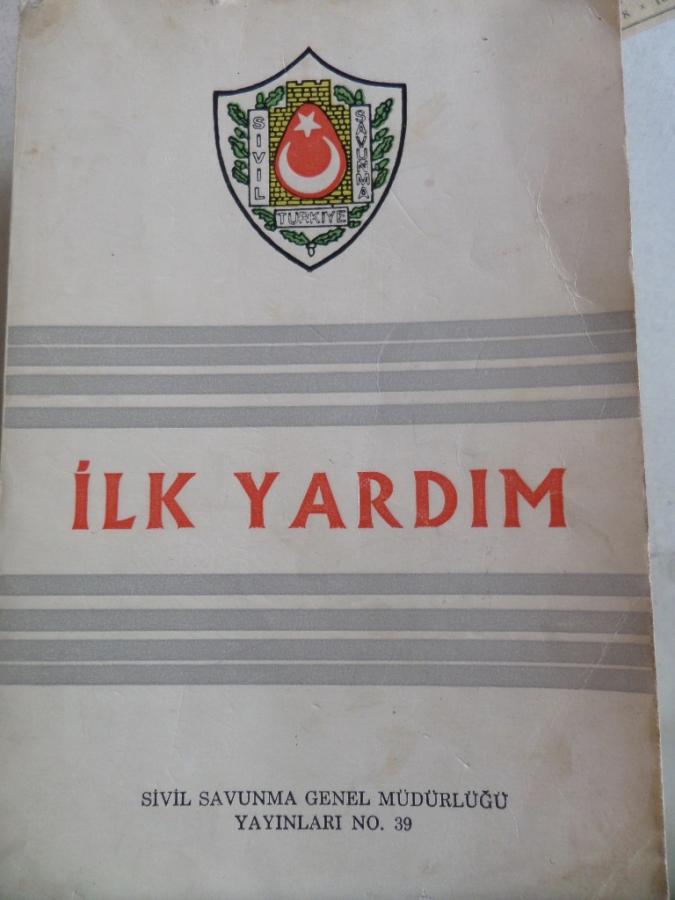 SİVİL
SAVUNMA
TÜRKİYE
İLK YARDIM
SİVİL SAVUNMA GENEL MÜDÜRLÜĞÜ
YAYINLARI NO. 39